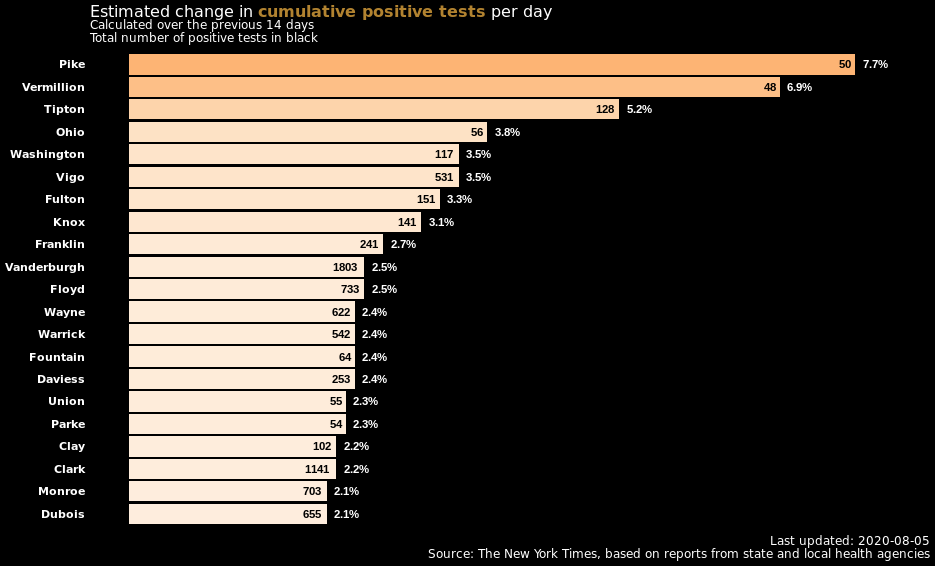 Estimated change in cumulative positive tests per day
Calculated over the previous 14 days
Total number of positive tests in black
Pike 50 7.7%
Vermillion 48 6.9%
Tipton 128 5.2%
Ohio 56 3.8%
Washington 117 3.5%
Vigo 531 3.5%
Fulton 151 3.3%
Knox 141 3.1%
Franklin 241 2.7%
Vanderburgh 1803 2.5%
Floyd 733 2.5%
Wayne 622 2.4%
Warrick 542 2.4%
Fountain 64 2.4%
Daviess 253 2.4%
Union 55 2.3%
Parke 54 2.3%
Clay 102 2.2%
Clark 1141 2.2%
Monroe 703 2.1%
Dubois 655 2.1%
Last updated: 2020-08-05
Source: The New York Times, based on reports from state and local health agencies